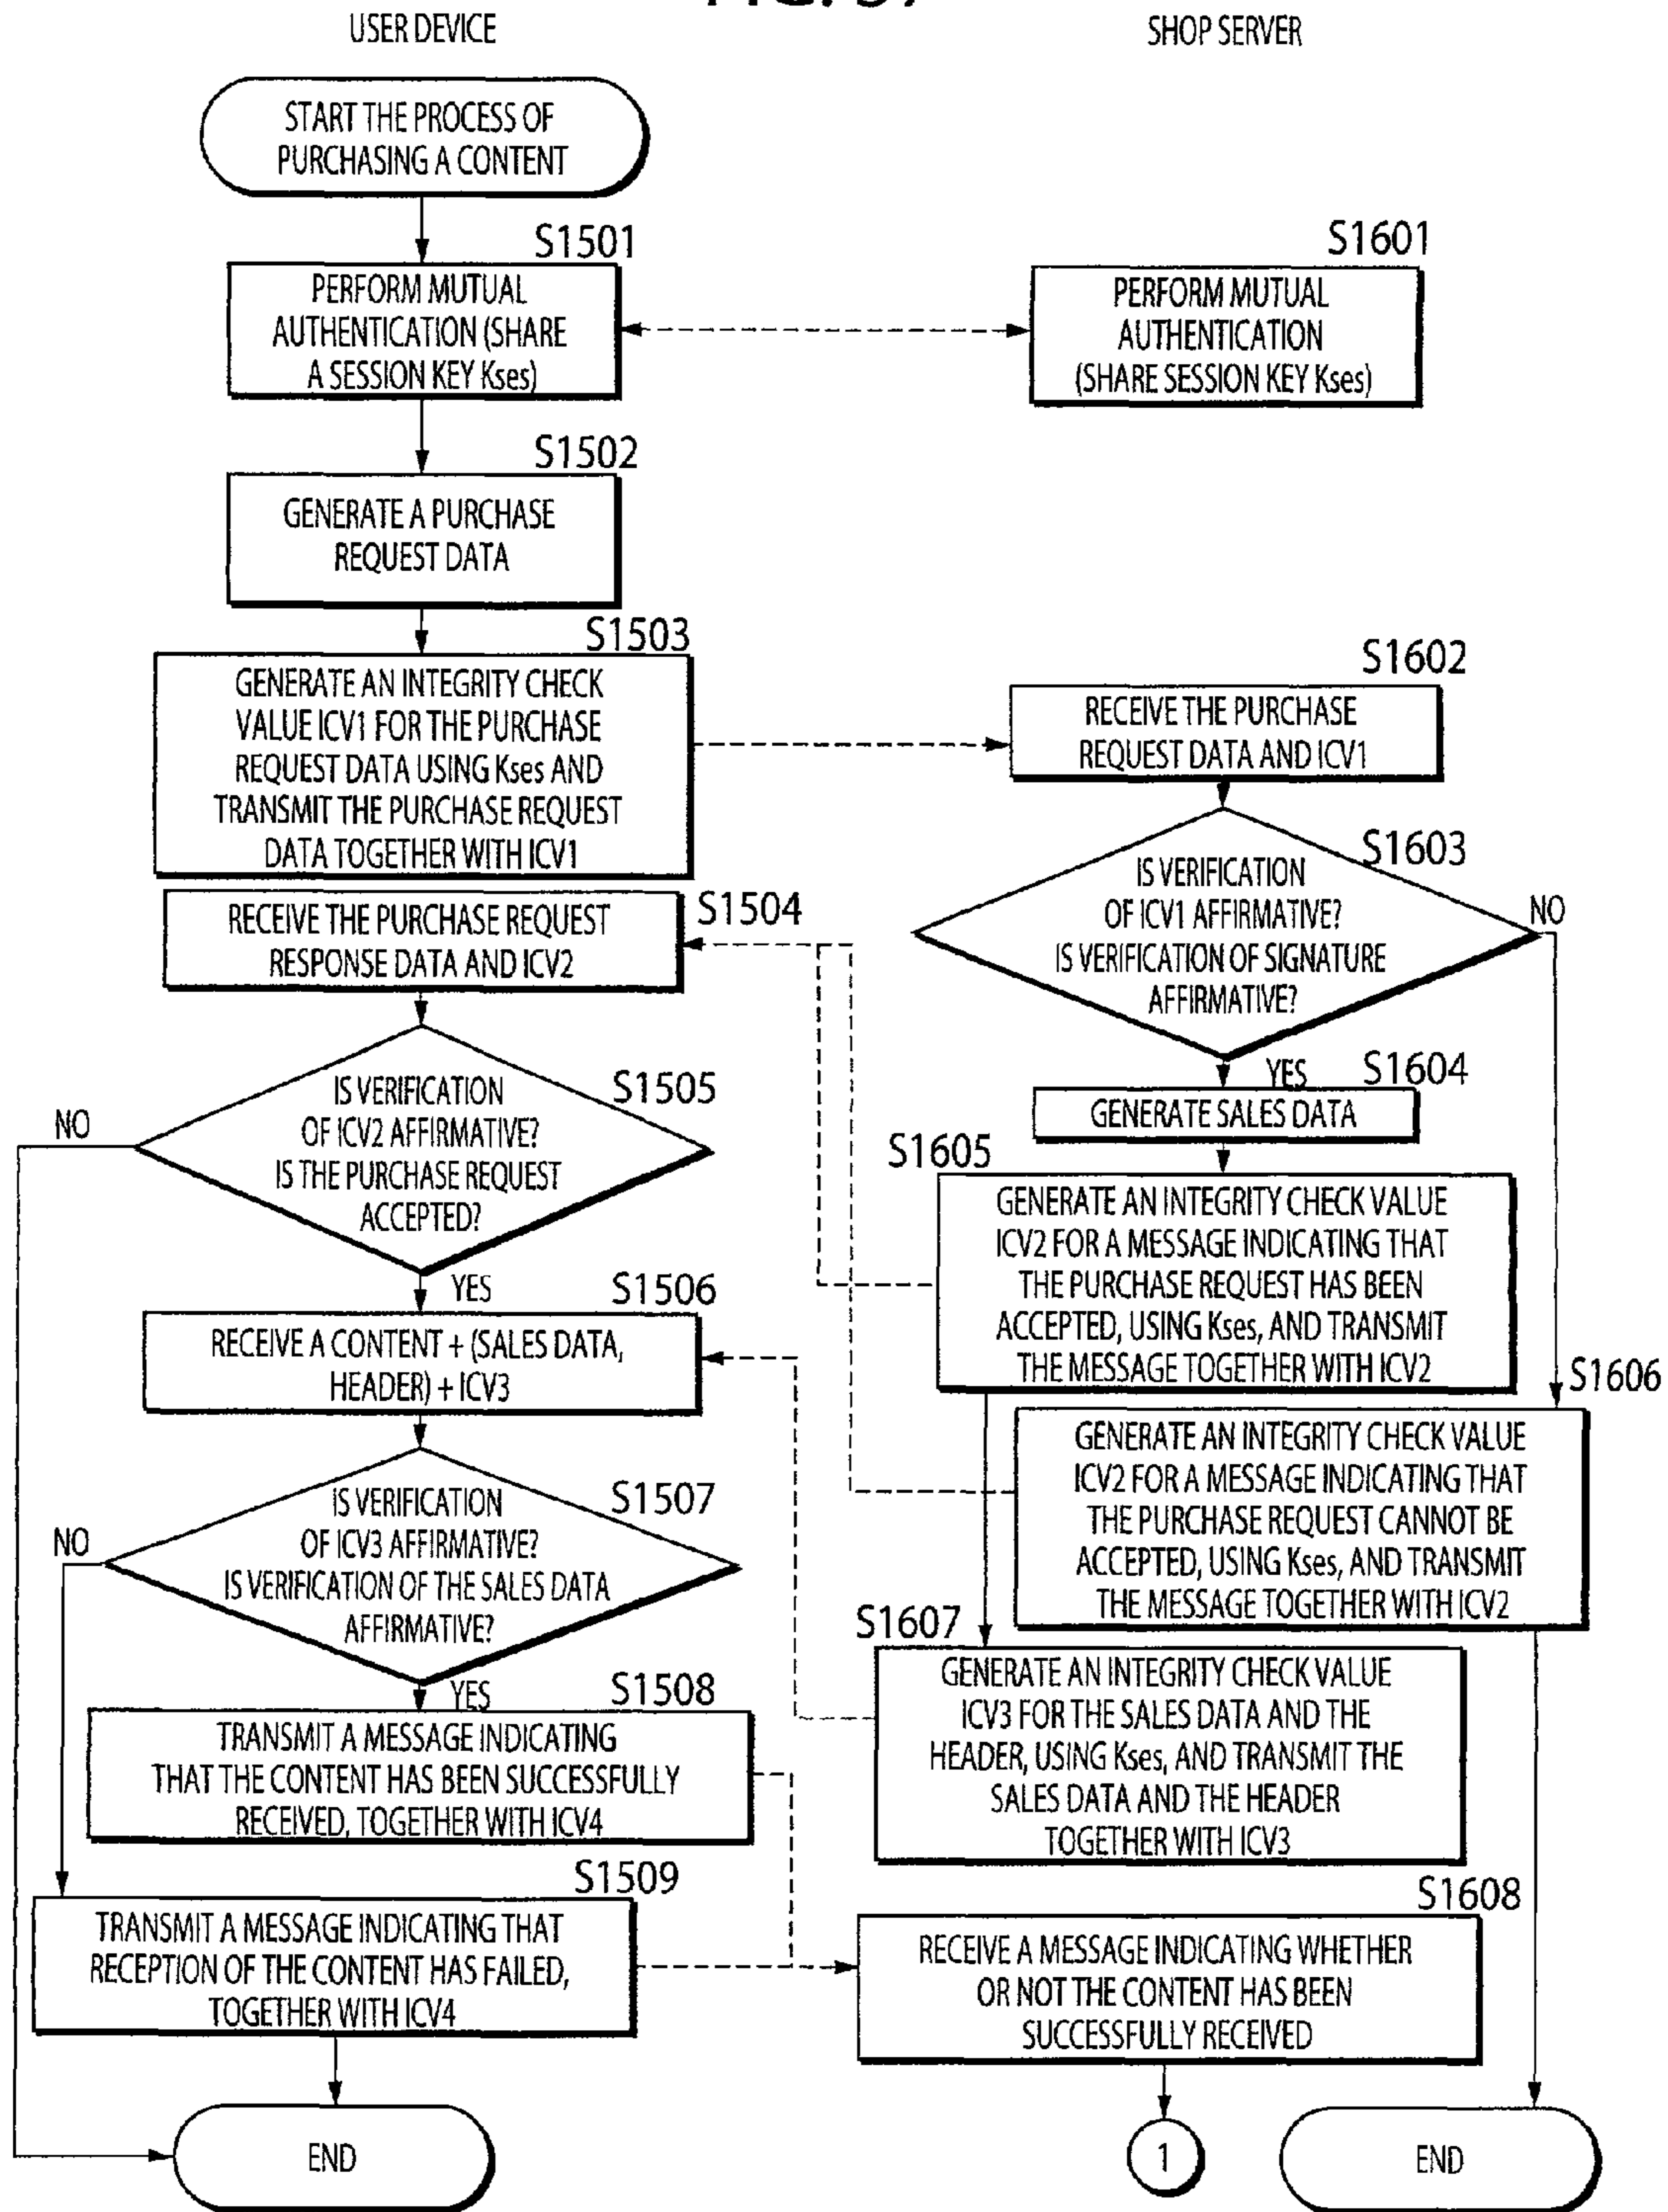 USER DEVICE
SHOP SERVER
START THE PROCESS OF
PURCHASING A CONTENT
S1501
PERFORM MUTUAL
AUTHENTICATION (SHARE
A SESSION KEY Kses)
S1601
PERFORM MUTUAL
AUTHENTICATION
(SHARE SESSION KEY Kses)
S1502
GENERATE A PURCHASE
REQUEST DATA
S1503
GENERATE AN INTEGRITY CHECK
VALUE ICV1 FOR THE PURCHASE
REQUEST DATA USING Kses AND
TRANSMIT THE PURCHASE REQUEST
DATA TOGETHER WITH ICV1
S1602
RECEIVE THE PURCHASE
REQUEST DATA AND ICV1
S1603
IS VERIFICATION
OF ICV1 AFFIRMATIVE?
IS VERIFICATION OF SIGNATURE
AFFIRMATIVE?
NO
YES
S1504
RECEIVE THE PURCHASE REQUEST
RESPONSE DATA AND ICV2
S1505
IS VERIFICATION
OF ICV2 AFFIRMATIVE?
IS THE PURCHASE REQUEST
ACCEPTED?
NO
YES
S1604
GENERATE SALES DATA
S1605
GENERATE AN INTEGRITY CHECK VALUE
ICV2 FOR A MESSAGE INDICATING THAT
THE PURCHASE REQUEST HAS BEEN
ACCEPTED, USING Kses, AND TRANSMIT
THE MESSAGE TOGETHER WITH ICV2
S1506
RECEIVE A CONTENT + (SALES DATA,
HEADER) + ICV3
S1606
GENERATE AN INTEGRITY CHECK VALUE
ICV2 FOR A MESSAGE INDICATING THAT
THE PURCHASE REQUEST CANNOT BE
ACCEPTED, USING Kses, AND TRANSMIT
THE MESSAGE TOGETHER WITH ICV2
S1507
IS VERIFICATION
OF ICV3 AFFIRMATIVE?
IS VERIFICATION OF THE SALES DATA
AFFIRMATIVE?
NO
YES
S1607
GENERATE AN INTEGRITY CHECK VALUE
ICV3 FOR THE SALES DATA AND THE
HEADER, USING Kses, AND TRANSMIT THE
SALES DATA AND THE HEADER
TOGETHER WITH ICV3
S1508
TRANSMIT A MESSAGE INDICATING
THAT THE CONTENT HAS BEEN SUCCESSFULLY
RECEIVED, TOGETHER WITH ICV4
S1509
TRANSMIT A MESSAGE INDICATING THAT
RECEPTION OF THE CONTENT HAS FAILED,
TOGETHER WITH ICV4
S1608
RECEIVE A MESSAGE INDICATING WHETHER
OR NOT THE CONTENT HAS BEEN
SUCCESSFULLY RECEIVED
END
1
END